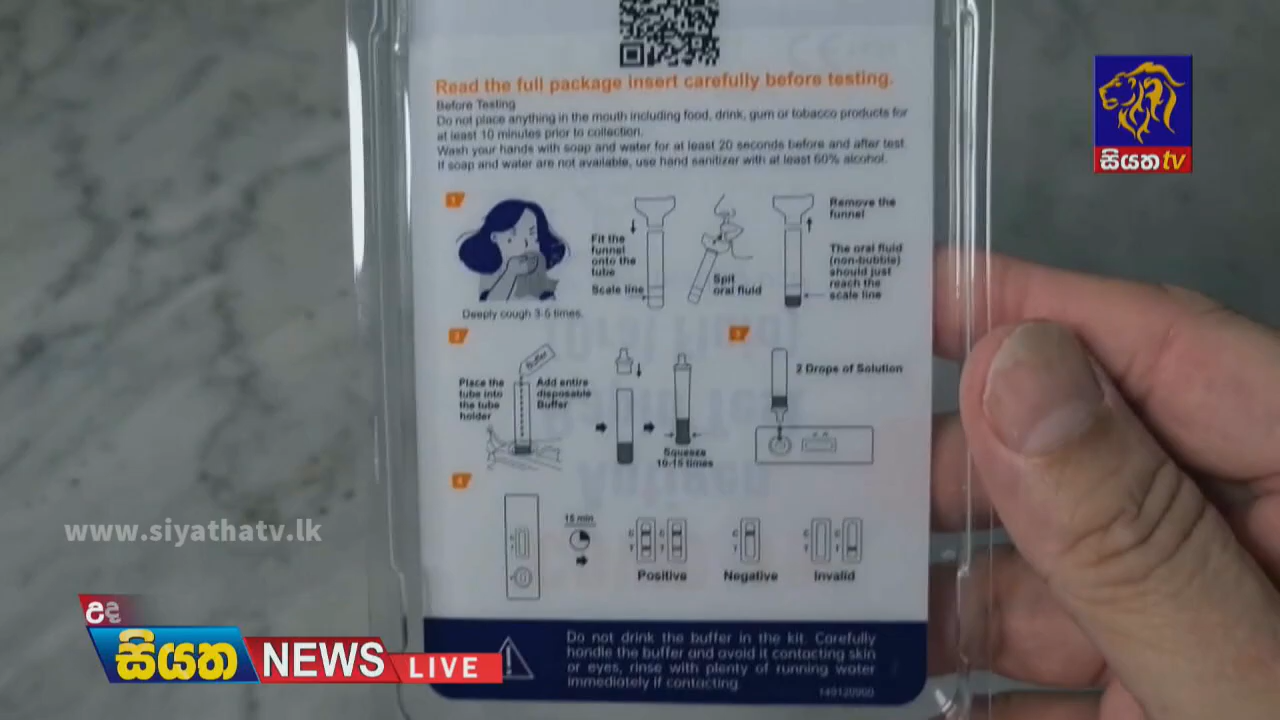 Read the full package insert carefully before testing.
Before Testing
Do not place anything in the mouth including food, drink, gum or tobacco products for
at least 10 minutes prior to collection.
Wash your hands with soap and water for at least 20 seconds before and after test.
If soap and water are not available, use hand sanitizer with at least 60% alcohol.
සියත tv
1
Fit the
funnel
onto the
tube
Scale line
Spit
oral fluid
Remove the
funnel
The oral fluid
(non-bubble)
should just
reach the
scale line
Deeply cough 3-5 times.
2
Place the
tube into
the tube
holder
Buffer
Add entire
disposable
Buffer
Squeeze
10-15 times
3
2 Drops of Solution
4
15 min
C
T
C
T
C
T
C
T
Positive
Negative
Invalid
www.siyathatv.lk
Do not drink the buffer in the kit. Carefully
handle the buffer and avoid it contacting skin
or eyes, rinse with plenty of running water
immediately if contacting
සියත NEWS LIVE